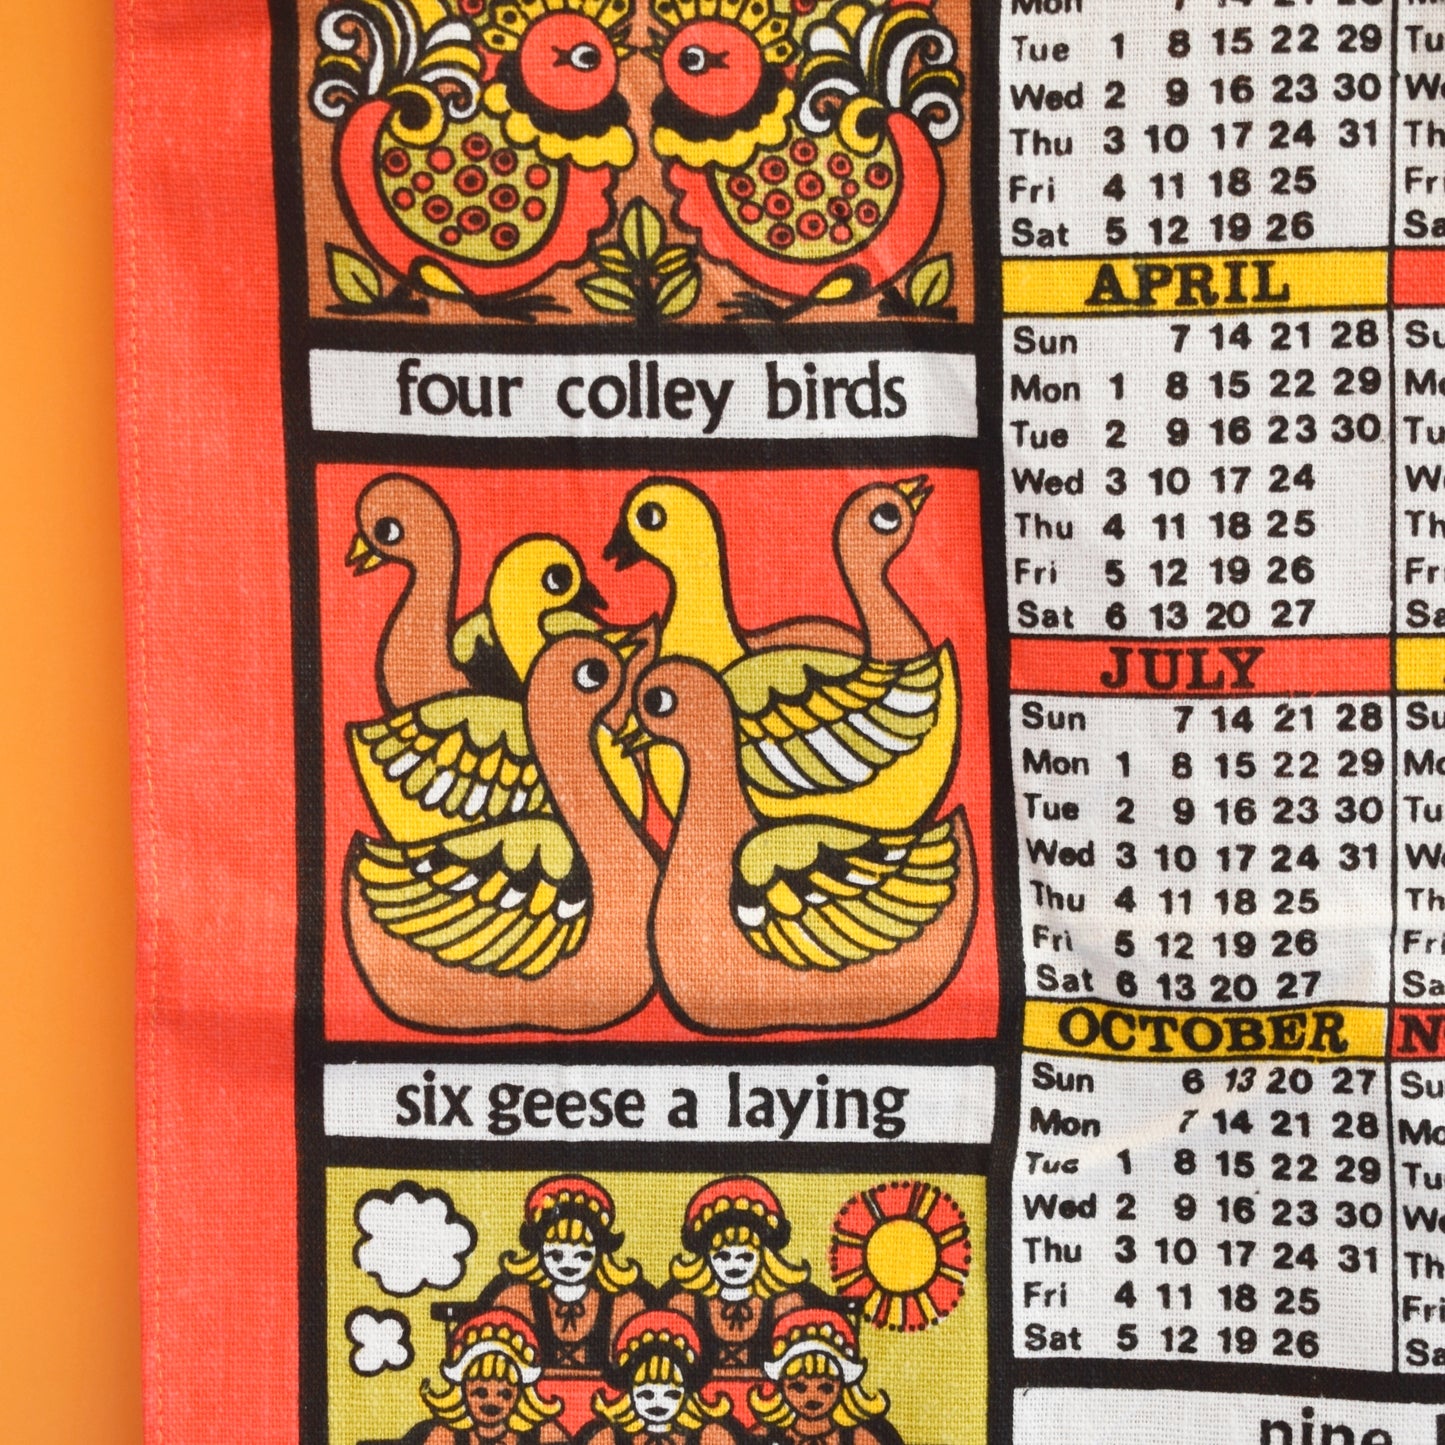 four colley birds
six geese a laying
Mon 7 14 21 28
Tue 1 8 15 22 29
Wed 2 9 16 23 30
Thu 3 10 17 24 31
Fri 4 11 18 25
Sat 5 12 19 26
APRIL
Sun 7 14 21 28
Mon 1 8 15 22 29
Tue 2 9 16 23 30
Wed 3 10 17 24
Thu 4 11 18 25
Fri 5 12 19 26
Sat 6 13 20 27
JULY
Sun 7 14 21 28
Mon 1 8 15 22 29
Tue 2 9 16 23 30
Wed 3 10 17 24 31
Thu 4 11 18 25
Fri 5 12 19 26
Sat 6 13 20 27
OCTOBER
Sun 6 13 20 27
Mon 7 14 21 28
Tue 1 8 15 22 29
Wed 2 9 16 23 30
Thu 3 10 17 24 31
Fri 4 11 18 25
Sat 5 12 19 26
nine